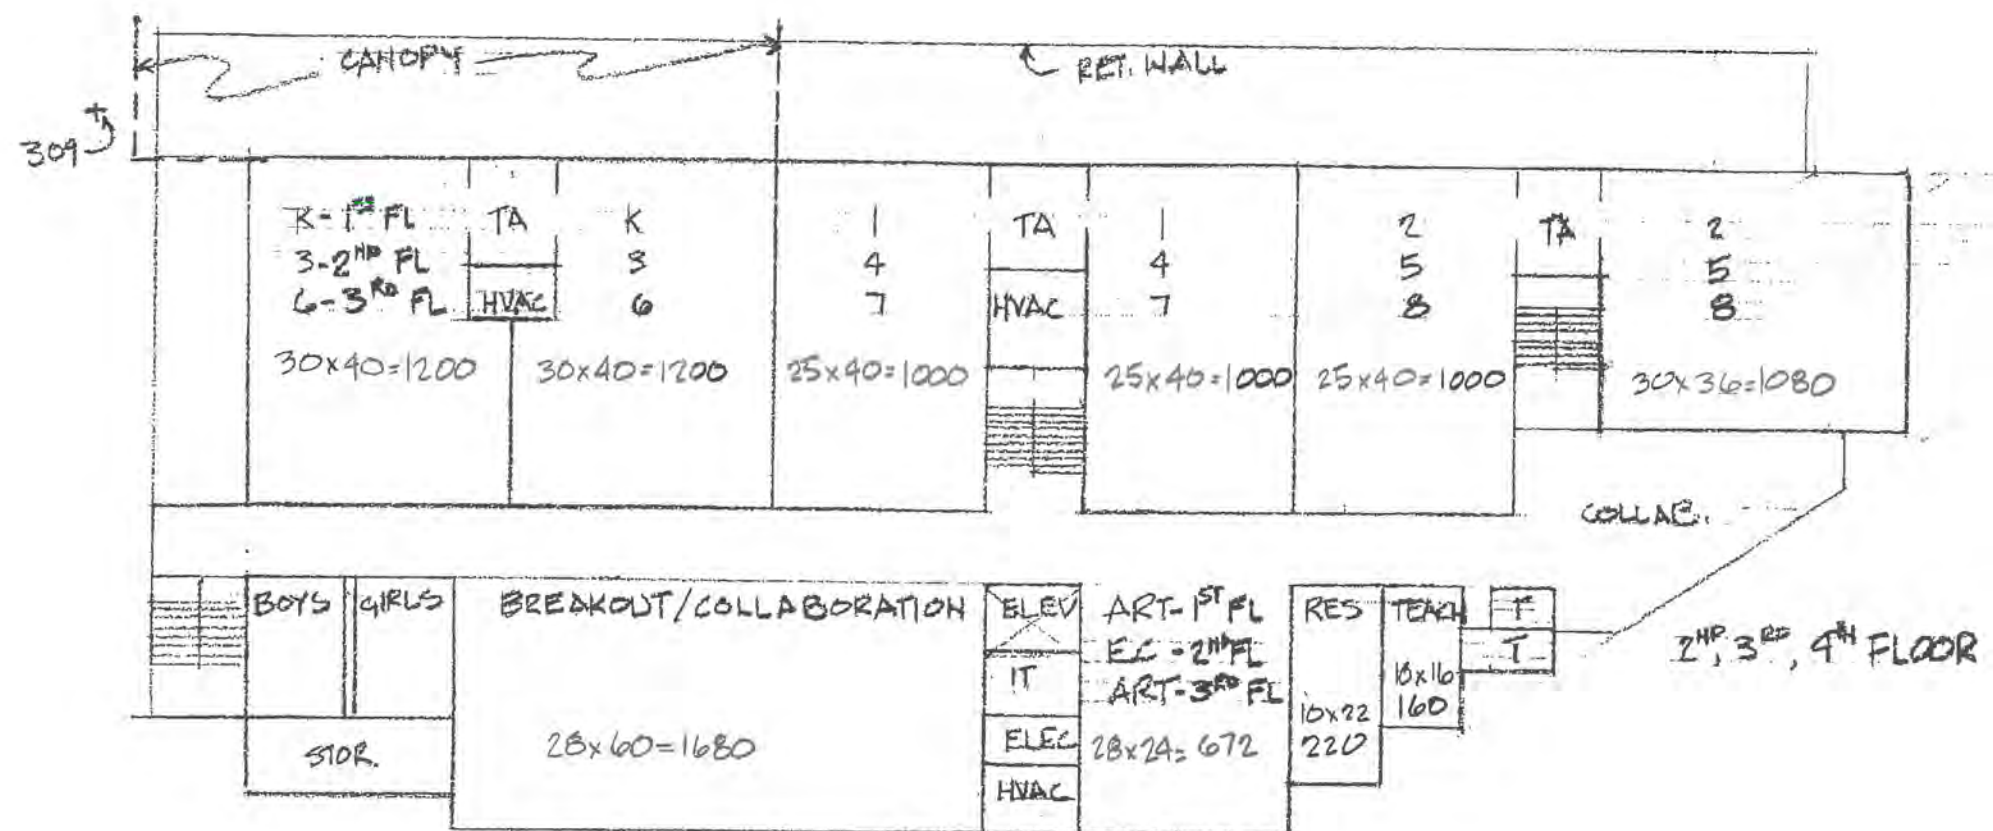 CANOPY
RET. WALL
309
K-1ST FL
3-2ND FL
6-3RD FL
TA
HVAC
K
3
6
30x40=1200
30x40=1200
1
4
7
25x40=1000
TA
HVAC
1
4
7
25x40=1000
2
5
8
25x40=1000
TA
2
5
8
30x36=1080
COLLAB.
BOYS
GIRLS
STOR.
BREAKOUT/COLLABORATION
28x60=1680
ELEV
IT
ELEC
HVAC
ART-1ST FL
EC-2ND FL
ART-3RD FL
28x24=672
RES
10x22
220
TEACH
10x16
160
T
T
2ND, 3RD, 4TH FLOOR